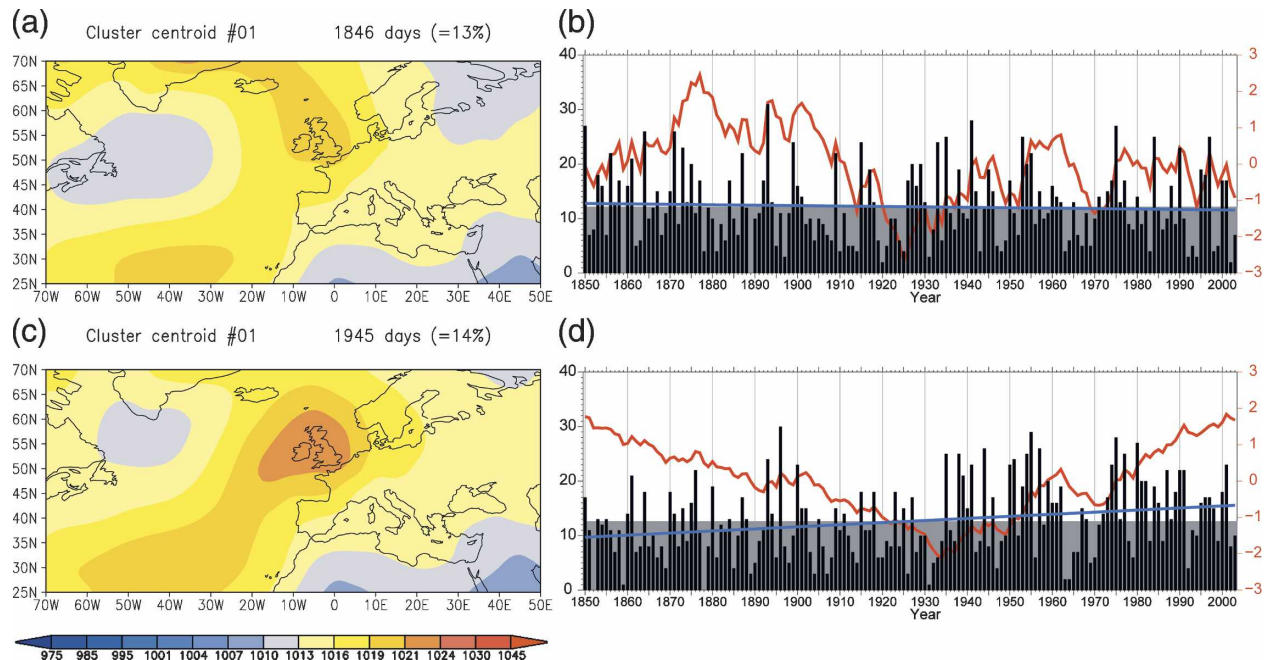 (a) Cluster centroid #01 1846 days (=13%)
70N
65N
60N
55N
50N
45N
40N
35N
30N
25N
70W 60W 50W 40W 30W 20W 10W 0 10E 20E 30E 40E 50E
(b)
40
30
20
10
0
3
2
1
0
−1
−2
−3
1850 1860 1870 1880 1890 1900 1910 1920 1930 1940 1950 1960 1970 1980 1990 2000
Year
(c) Cluster centroid #01 1945 days (=14%)
70N
65N
60N
55N
50N
45N
40N
35N
30N
25N
70W 60W 50W 40W 30W 20W 10W 0 10E 20E 30E 40E 50E
(d)
40
30
20
10
0
3
2
1
0
−1
−2
−3
1850 1860 1870 1880 1890 1900 1910 1920 1930 1940 1950 1960 1970 1980 1990 2000
Year
975 985 995 1001 1004 1007 1010 1013 1016 1019 1021 1024 1030 1045